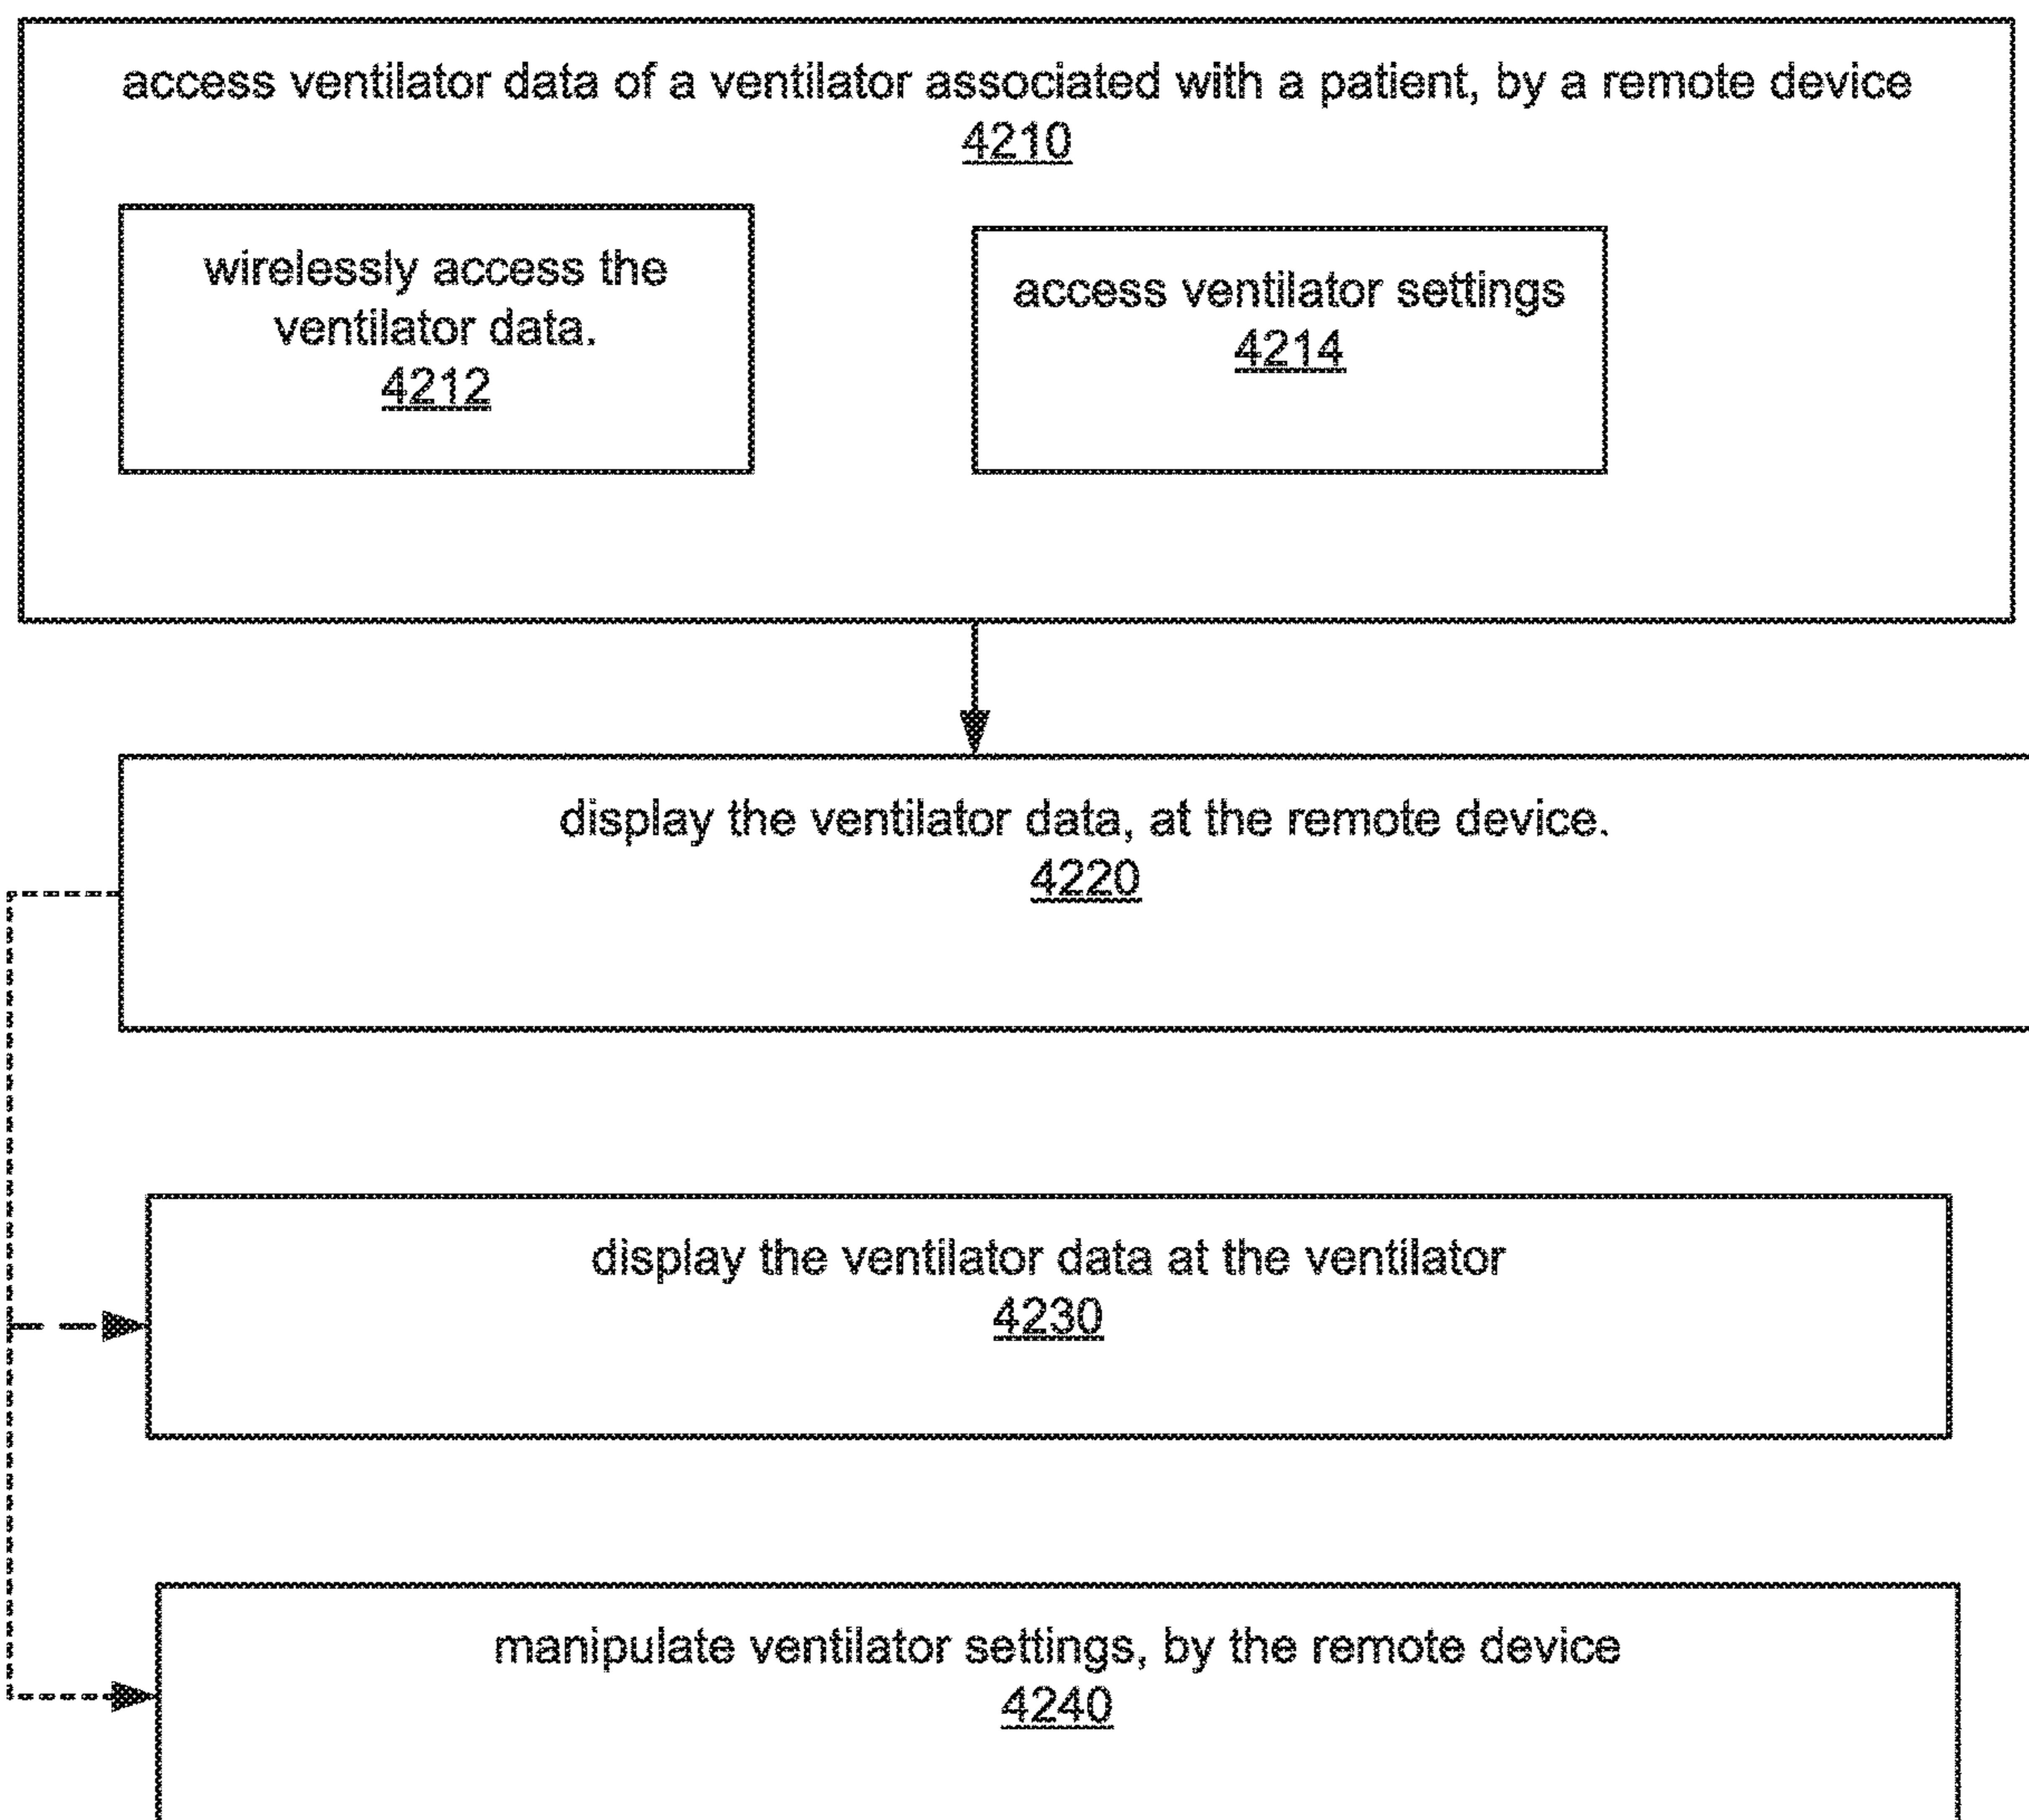 access ventilator data of a ventilator associated with a patient, by a remote device
4210
wirelessly access the
ventilator data.
4212
access ventilator settings
4214
display the ventilator data, at the remote device.
4220
display the ventilator data at the ventilator
4230
manipulate ventilator settings, by the remote device
4240